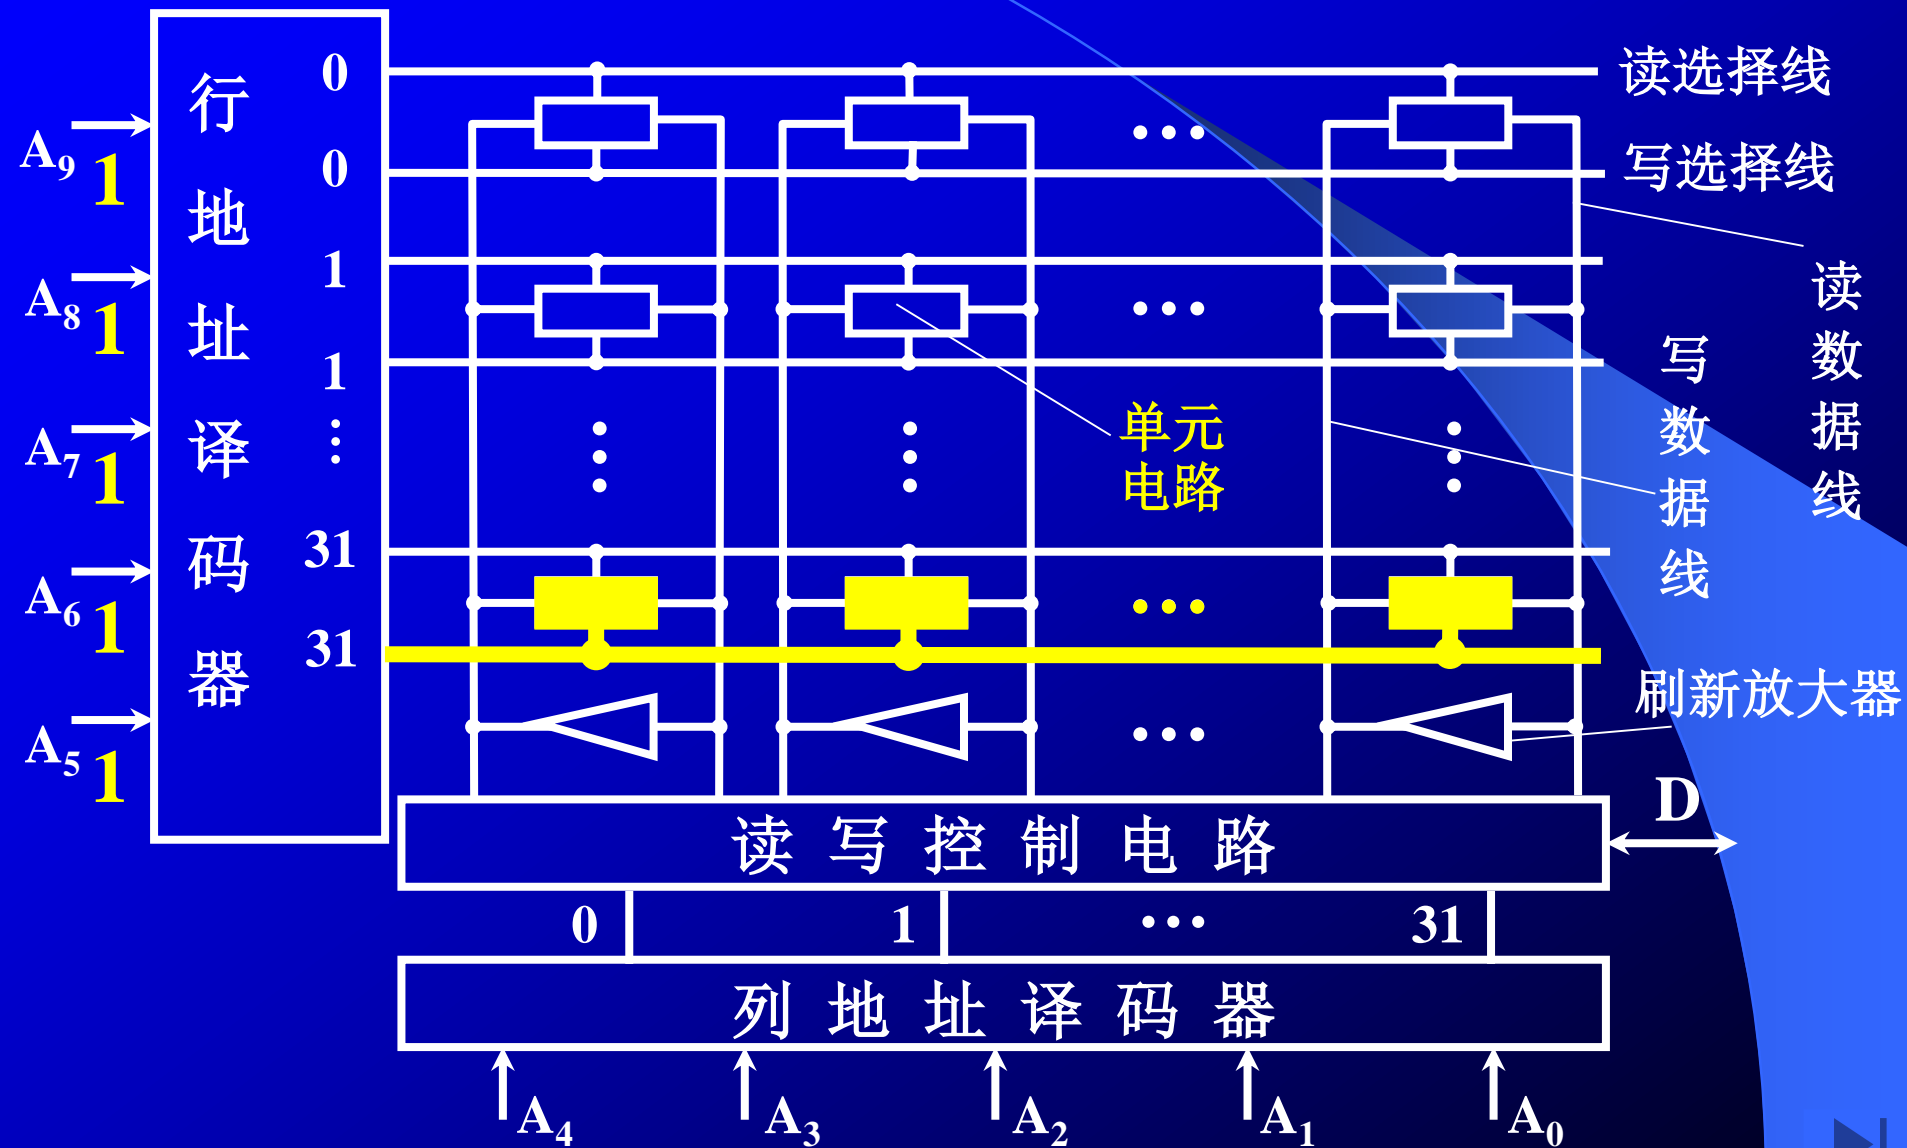 行地址译码器
A9
1
A8
1
A7
1
A6
1
A5
1
0
0
1
1
⋮
31
31
读选择线
写选择线
…
…
单元
电路
读数据线
写数据线
…
刷新放大器
…
D
读写控制电路
0 1 … 31
列地址译码器
A4 A3 A2 A1 A0